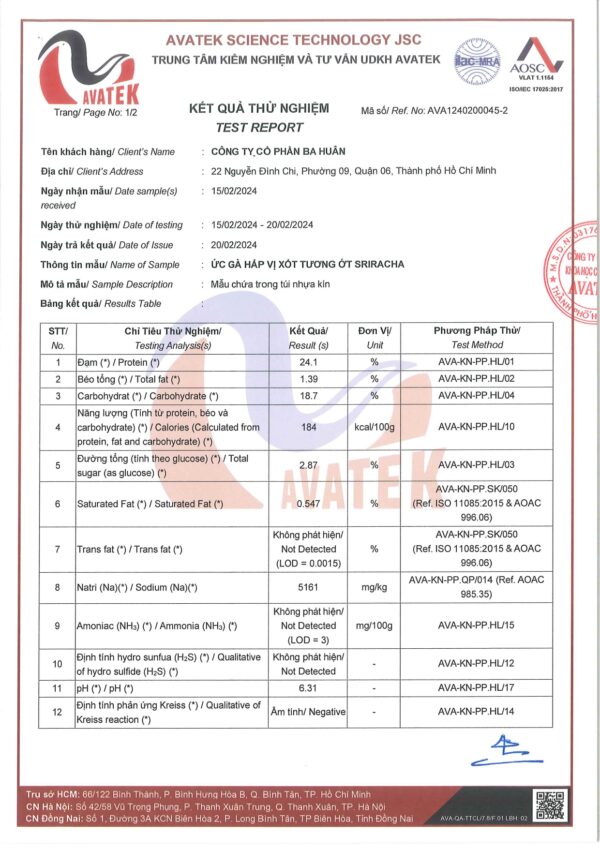 AVATEK SCIENCE TECHNOLOGY JSC
TRUNG TÂM KIỂM NGHIỆM VÀ TƯ VẤN UDKH AVATEK
AVATEK
ilac-MRA
AOSC
VLAT 1.1154
ISO/IEC 17025:2017
Trang/ Page No: 1/2
KẾT QUẢ THỬ NGHIỆM
Mã số/ Ref. No: AVA1240200045-2
TEST REPORT
Tên khách hàng/ Client's Name : CÔNG TY CỔ PHẦN BA HUÂN
Địa chỉ/ Client's Address : 22 Nguyễn Đình Chi, Phường 09, Quận 06, Thành phố Hồ Chí Minh
Ngày nhận mẫu/ Date sample(s) received : 15/02/2024
Ngày thử nghiệm/ Date of testing : 15/02/2024 - 20/02/2024
Ngày trả kết quả/ Date of Issue : 20/02/2024
Thông tin mẫu/ Name of Sample : ỨC GÀ HẤP VỊ XỐT TƯƠNG ỚT SRIRACHA
Mô tả mẫu/ Sample Description : Mẫu chứa trong túi nhựa kín
Bảng kết quả/ Results Table :
M.S.D.N:0317
CÔNG TY
KHOA HỌC C
AVAT
THÀNH PHỐ H
STT/ No. Chỉ Tiêu Thử Nghiệm/ Testing Analysis(s) Kết Quả/ Result (s) Đơn Vị/ Unit Phương Pháp Thử/ Test Method
1 Đạm (*) / Protein (*) 24.1 % AVA-KN-PP.HL/01
2 Béo tổng (*) / Total fat (*) 1.39 % AVA-KN-PP.HL/02
3 Carbohydrat (*) / Carbohydrate (*) 18.7 % AVA-KN-PP.HL/04
4 Năng lượng (Tính từ protein, béo và carbohydrate) (*) / Calories (Calculated from protein, fat and carbohydrate) (*) 184 kcal/100g AVA-KN-PP.HL/10
5 Đường tổng (tính theo glucose) (*) / Total sugar (as glucose) (*) 2.87 % AVA-KN-PP.HL/03
6 Saturated Fat (*) / Saturated Fat (*) 0.547 % AVA-KN-PP.SK/050 (Ref. ISO 11085:2015 & AOAC 996.06)
7 Trans fat (*) / Trans fat (*) Không phát hiện/ Not Detected (LOD = 0.0015) % AVA-KN-PP.SK/050 (Ref. ISO 11085:2015 & AOAC 996.06)
8 Natri (Na)(*) / Sodium (Na)(*) 5161 mg/kg AVA-KN-PP.QP/014 (Ref. AOAC 985.35)
9 Amoniac (NH₃) (*) / Ammonia (NH₃) (*) Không phát hiện/ Not Detected (LOD = 3) mg/100g AVA-KN-PP.HL/15
10 Định tính hydro sunfua (H₂S) (*) / Qualitative of hydro sulfide (H₂S) (*) Không phát hiện/ Not Detected - AVA-KN-PP.HL/12
11 pH (*) / pH (*) 6.31 - AVA-KN-PP.HL/17
12 Định tính phản ứng Kreiss (*) / Qualitative of Kreiss reaction (*) Âm tính/ Negative - AVA-KN-PP.HL/14
AVATEK
Trụ sở HCM: 66/122 Bình Thành, P. Bình Hưng Hòa B, Q. Bình Tân, TP. Hồ Chí Minh
CN Hà Nội: Số 42/58 Vũ Trọng Phụng, P. Thanh Xuân Trung, Q. Thanh Xuân, TP. Hà Nội
CN Đồng Nai: Số 1, Đường 3A KCN Biên Hòa 2, P. Long Bình Tân, TP Biên Hòa, Tỉnh Đồng Nai
AVA-QA-TTCL/7.8/F.01 LBH: 02